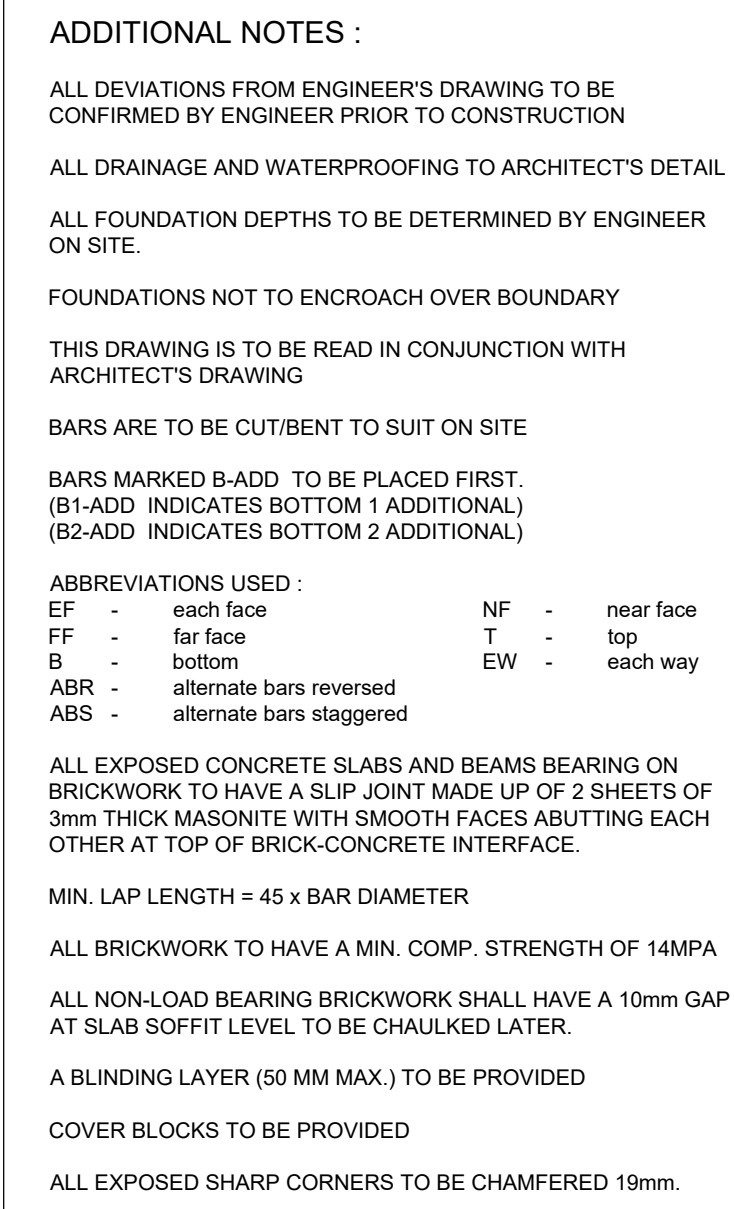 ADDITIONAL NOTES :
ALL DEVIATIONS FROM ENGINEER'S DRAWING TO BE
CONFIRMED BY ENGINEER PRIOR TO CONSTRUCTION
ALL DRAINAGE AND WATERPROOFING TO ARCHITECT'S DETAIL
ALL FOUNDATION DEPTHS TO BE DETERMINED BY ENGINEER
ON SITE.
FOUNDATIONS NOT TO ENCROACH OVER BOUNDARY
THIS DRAWING IS TO BE READ IN CONJUNCTION WITH
ARCHITECT'S DRAWING
BARS ARE TO BE CUT/BENT TO SUIT ON SITE
BARS MARKED B-ADD TO BE PLACED FIRST.
(B1-ADD INDICATES BOTTOM 1 ADDITIONAL)
(B2-ADD INDICATES BOTTOM 2 ADDITIONAL)
ABBREVIATIONS USED :
EF - each face NF - near face
FF - far face T - top
B - bottom EW - each way
ABR - alternate bars reversed
ABS - alternate bars staggered
ALL EXPOSED CONCRETE SLABS AND BEAMS BEARING ON
BRICKWORK TO HAVE A SLIP JOINT MADE UP OF 2 SHEETS OF
3mm THICK MASONITE WITH SMOOTH FACES ABUTTING EACH
OTHER AT TOP OF BRICK-CONCRETE INTERFACE.
MIN. LAP LENGTH = 45 x BAR DIAMETER
ALL BRICKWORK TO HAVE A MIN. COMP. STRENGTH OF 14MPA
ALL NON-LOAD BEARING BRICKWORK SHALL HAVE A 10mm GAP
AT SLAB SOFFIT LEVEL TO BE CHAULKED LATER.
A BLINDING LAYER (50 MM MAX.) TO BE PROVIDED
COVER BLOCKS TO BE PROVIDED
ALL EXPOSED SHARP CORNERS TO BE CHAMFERED 19mm.